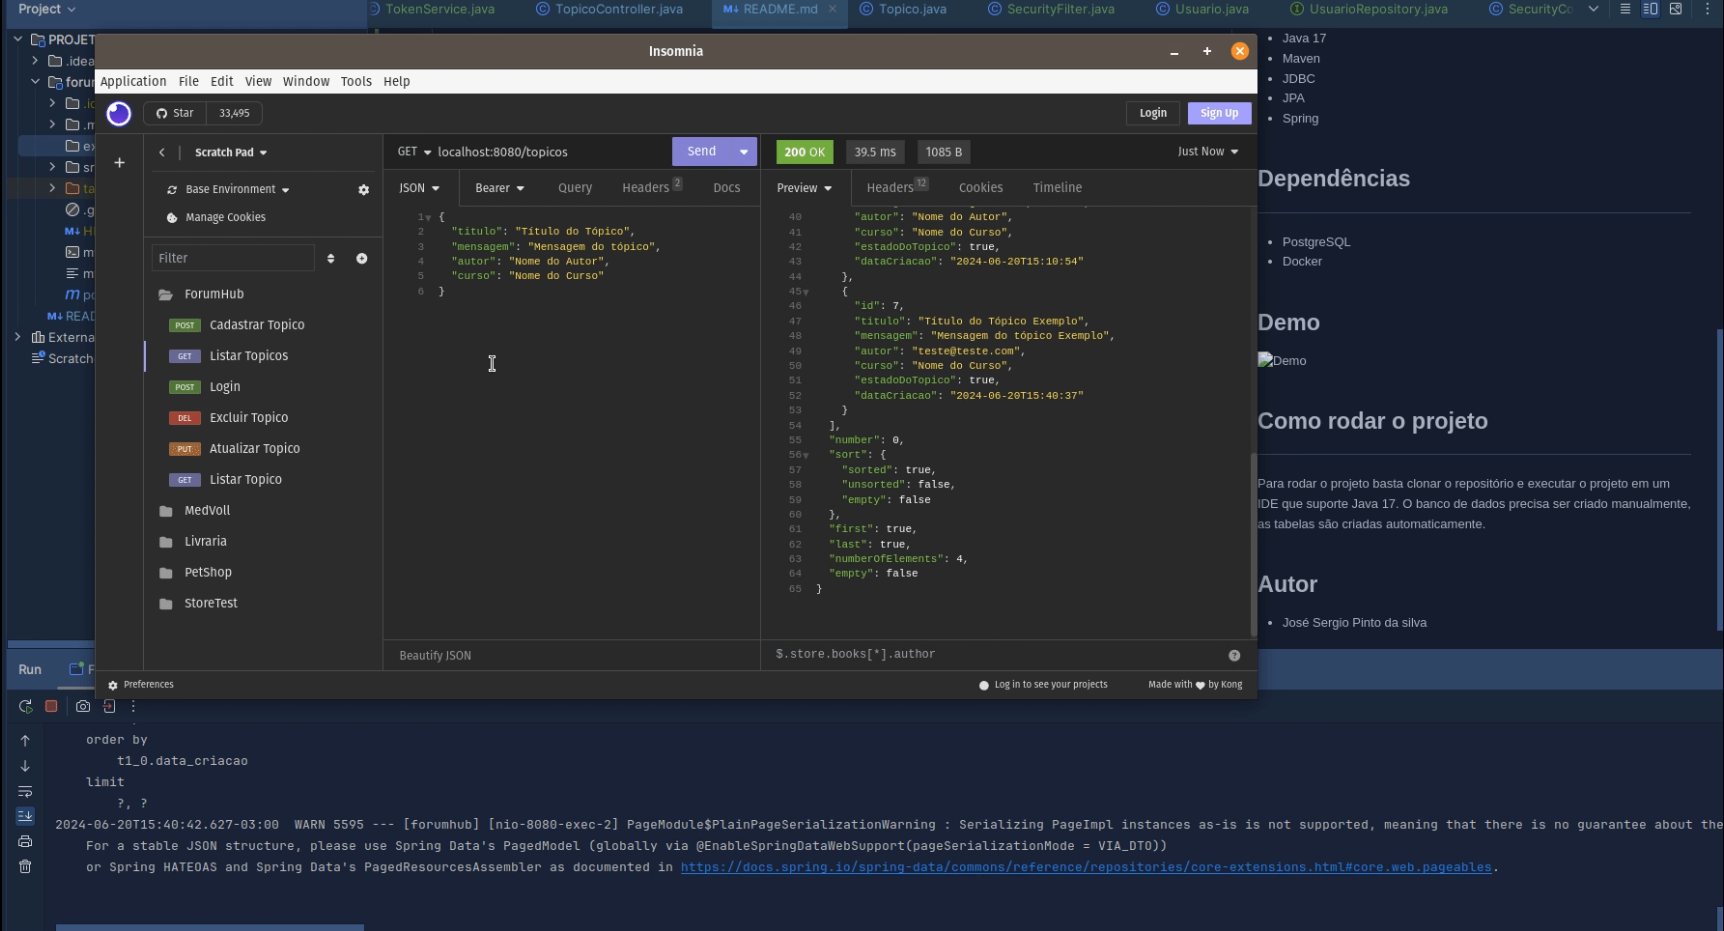 Project
TokenService.java
TopicoController.java
README.md
Topico.java
SecurityFilter.java
Usuario.java
UsuarioRepository.java
SecurityCo
PROJET
.idea
forur
Externa
Scratch
READ
Insomnia
Application File Edit View Window Tools Help
Star 33,495
Login
Sign Up
Scratch Pad
Base Environment
Manage Cookies
Filter
ForumHub
POST Cadastrar Topico
GET Listar Topicos
POST Login
DEL Excluir Topico
PUT Atualizar Topico
GET Listar Topico
MedVoll
Livraria
PetShop
StoreTest
Preferences
GET localhost:8080/topicos
Send
JSON Bearer Query Headers 2 Docs
1 {
2 "titulo": "Título do Tópico",
3 "mensagem": "Mensagem do tópico",
4 "autor": "Nome do Autor",
5 "curso": "Nome do Curso"
6 }
Beautify JSON
200 OK 39.5 ms 1085 B Just Now
Preview Headers 12 Cookies Timeline
40 "autor": "Nome do Autor",
41 "curso": "Nome do Curso",
42 "estadoDoTopico": true,
43 "dataCriacao": "2024-06-20T15:10:54"
44 },
45 {
46 "id": 7,
47 "titulo": "Título do Tópico Exemplo",
48 "mensagem": "Mensagem do tópico Exemplo",
49 "autor": "teste@teste.com",
50 "curso": "Nome do Curso",
51 "estadoDoTopico": true,
52 "dataCriacao": "2024-06-20T15:40:37"
53 }
54 ],
55 "number": 0,
56 "sort": {
57 "sorted": true,
58 "unsorted": false,
59 "empty": false
60 },
61 "first": true,
62 "last": true,
63 "numberOfElements": 4,
64 "empty": false
65 }
$.store.books[*].author
Log in to see your projects
Made with by Kong
Java 17
Maven
JDBC
JPA
Spring
Dependências
PostgreSQL
Docker
Demo
Demo
Como rodar o projeto
Para rodar o projeto basta clonar o repositório e executar o projeto em um
IDE que suporte Java 17. O banco de dados precisa ser criado manualmente,
as tabelas são criadas automaticamente.
Autor
José Sergio Pinto da silva
Run
order by
t1_0.data_criacao
limit
?, ?
2024-06-20T15:40:42.627-03:00 WARN 5595 --- [forumhub] [nio-8080-exec-2] PageModule$PlainPageSerializationWarning : Serializing PageImpl instances as-is is not supported, meaning that there is no guarantee about the
For a stable JSON structure, please use Spring Data's PagedModel (globally via @EnableSpringDataWebSupport(pageSerializationMode = VIA_DTO))
or Spring HATEOAS and Spring Data's PagedResourcesAssembler as documented in https://docs.spring.io/spring-data/commons/reference/repositories/core-extensions.html#core.web.pageables.